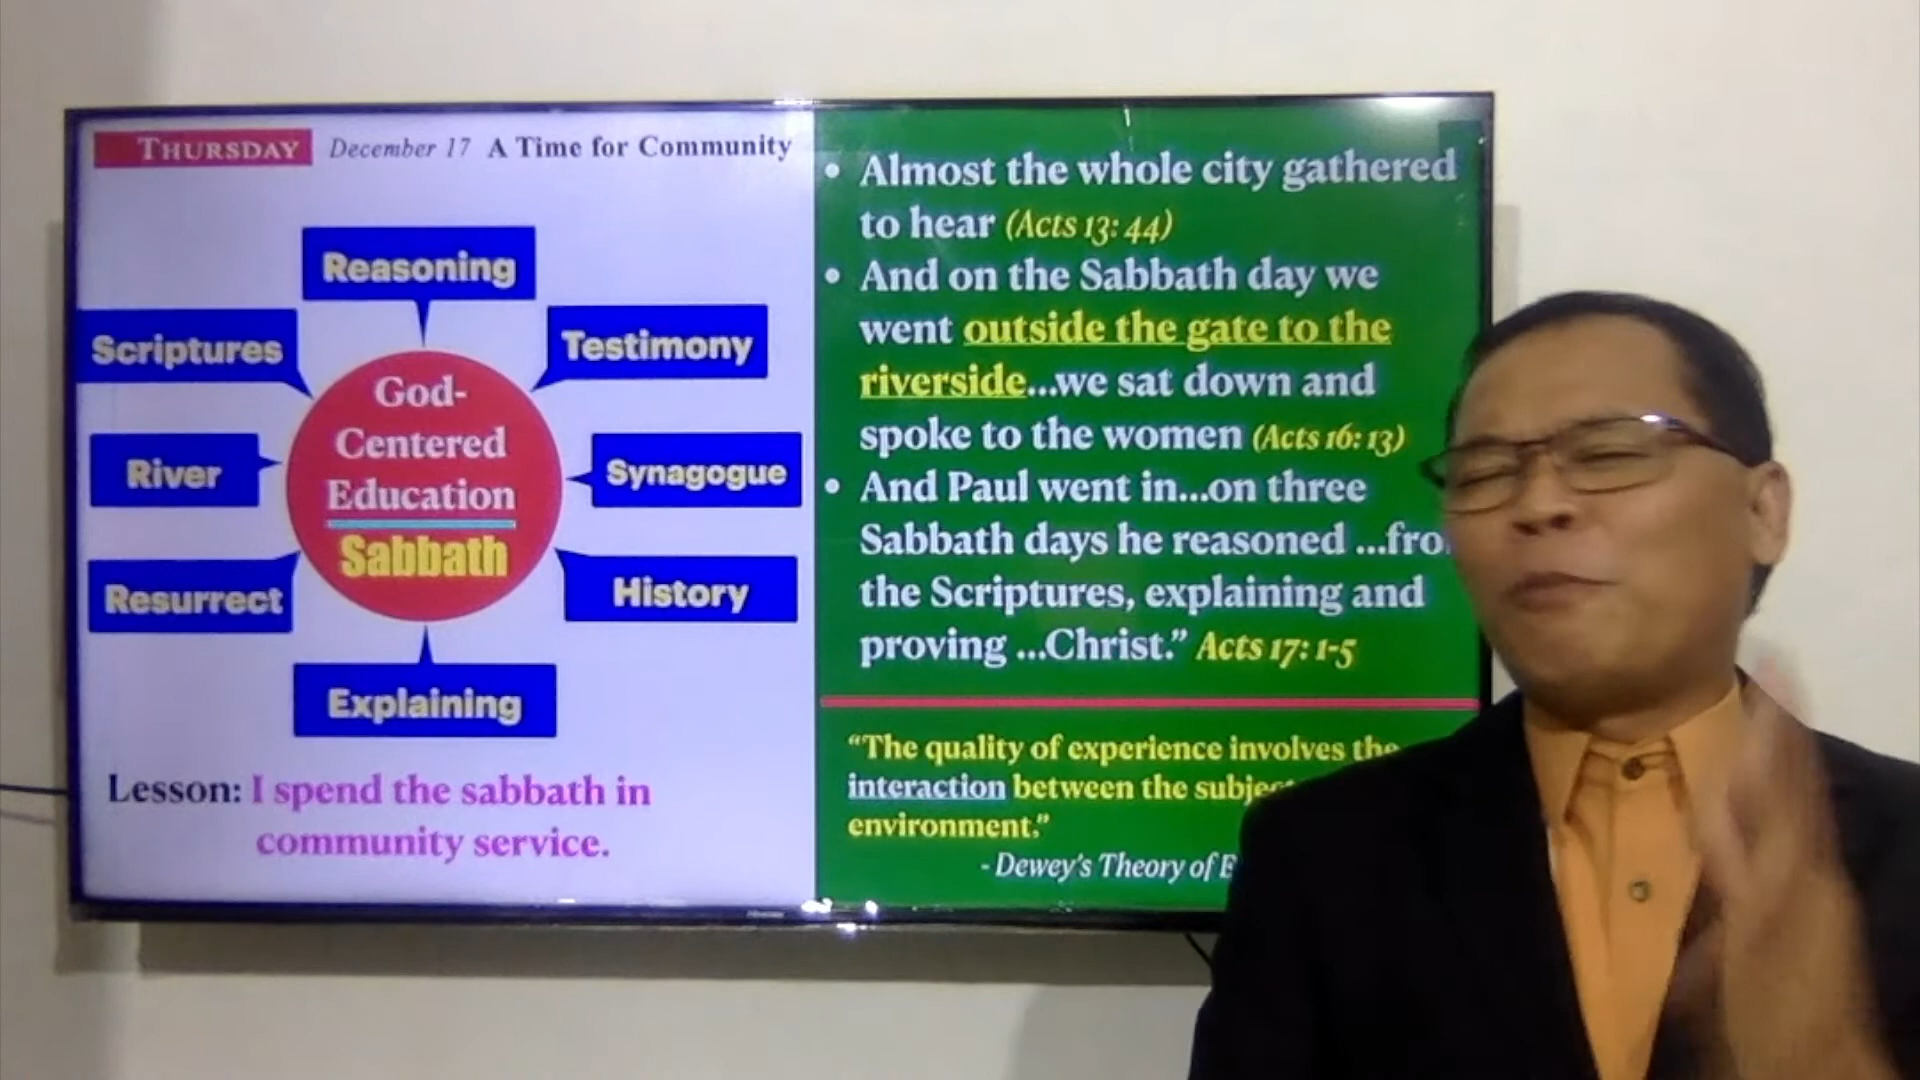 THURSDAY December 17 A Time for Community
Reasoning
Scriptures
Testimony
God-
Centered
Education
Sabbath
River
Synagogue
Resurrect
History
Explaining
Lesson: I spend the sabbath in
community service.
• Almost the whole city gathered
to hear (Acts 13: 44)
• And on the Sabbath day we
went outside the gate to the
riverside...we sat down and
spoke to the women (Acts 16: 13)
• And Paul went in...on three
Sabbath days he reasoned ...fro
the Scriptures, explaining and
proving ...Christ.” Acts 17: 1-5
“The quality of experience involves the
interaction between the subjec
environment.”
- Dewey's Theory of E